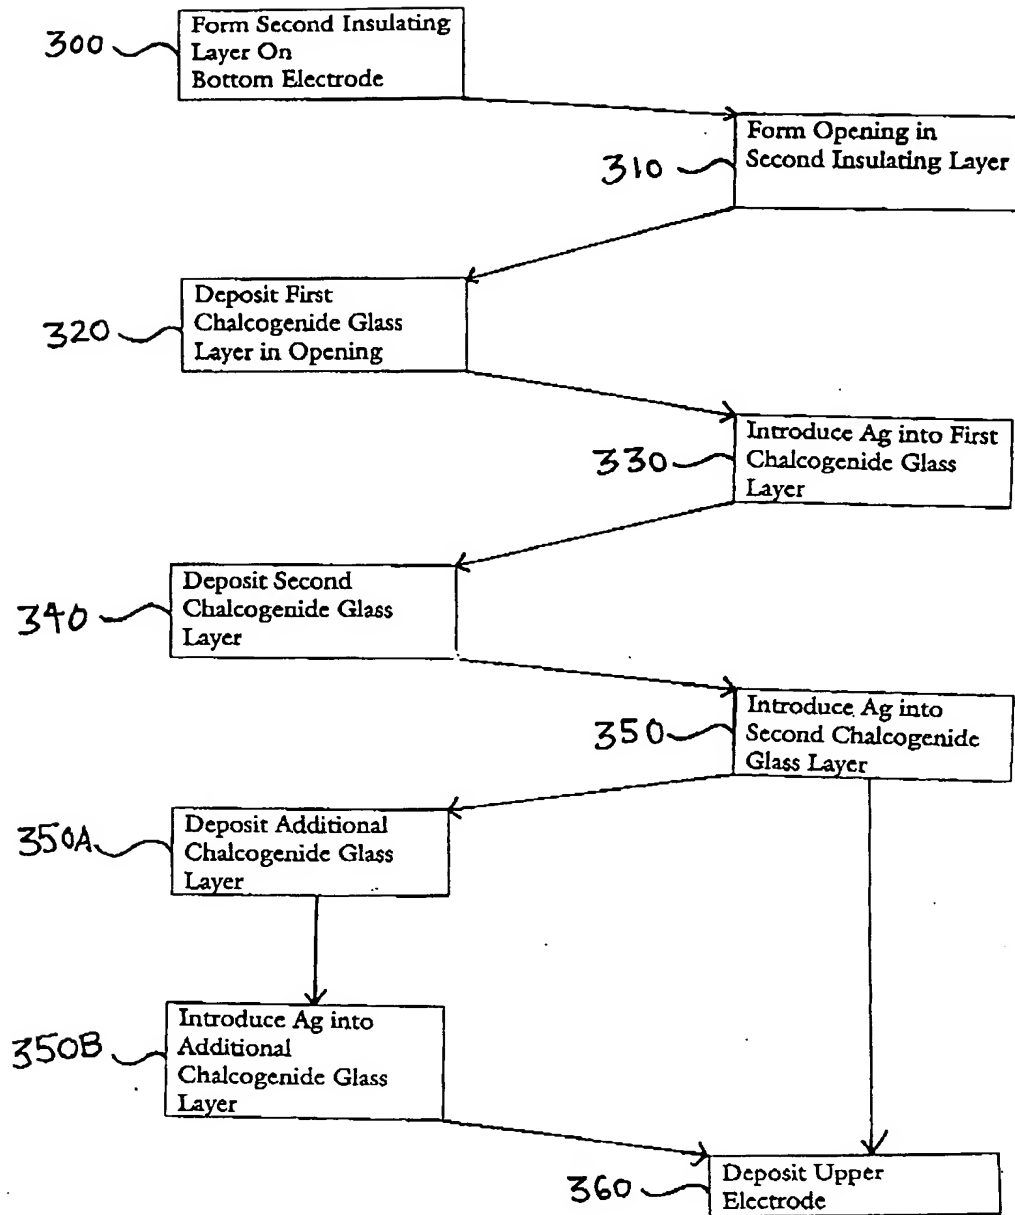 300
Form Second Insulating
Layer On
Bottom Electrode
310
Form Opening in
Second Insulating Layer
320
Deposit First
Chalcogenide Glass
Layer in Opening
330
Introduce Ag into First
Chalcogenide Glass
Layer
340
Deposit Second
Chalcogenide Glass
Layer
350
Introduce Ag into
Second Chalcogenide
Glass Layer
350A
Deposit Additional
Chalcogenide Glass
Layer
350B
Introduce Ag into
Additional
Chalcogenide Glass
Layer
360
Deposit Upper
Electrode